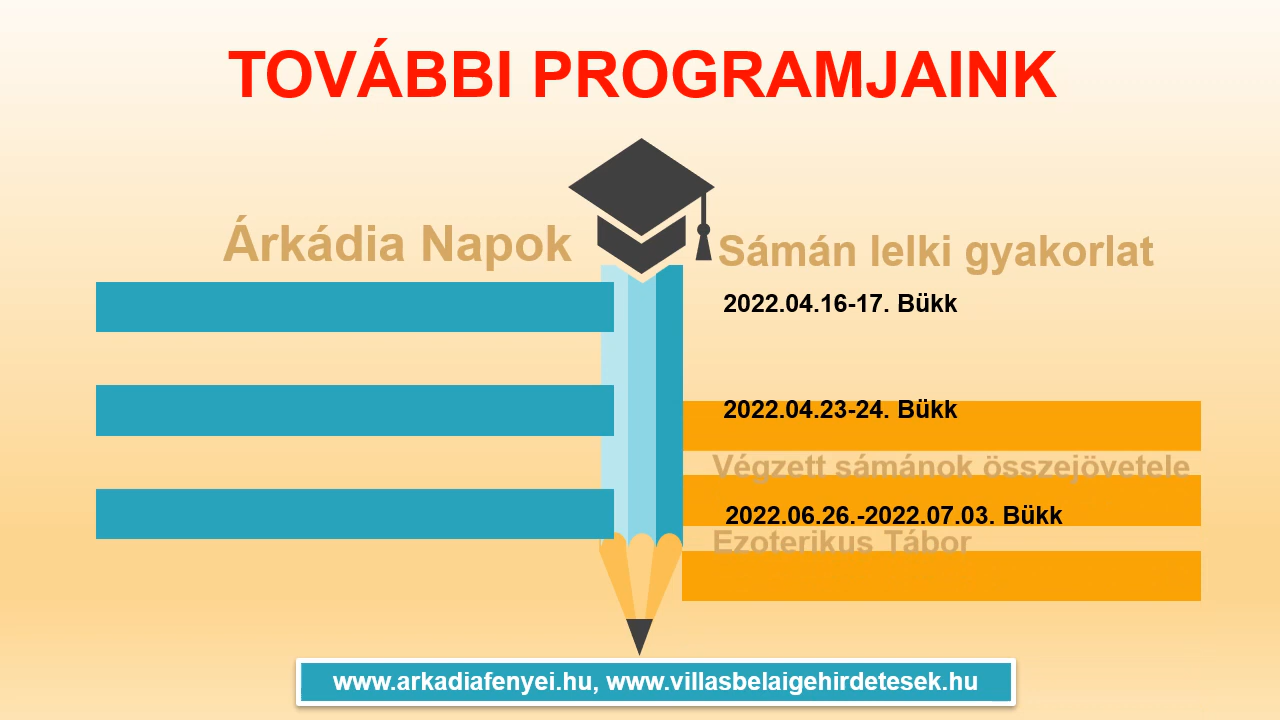 TOVÁBBI PROGRAMJAINK
Árkádia Napok
Sámán lelki gyakorlat
2022.04.16-17. Bükk
2022.04.23-24. Bükk
Végzett sámánok összejövetele
2022.06.26.-2022.07.03. Bükk
Ezoterikus Tábor
www.arkadiafenyei.hu, www.villasbelaigehirdetesek.hu